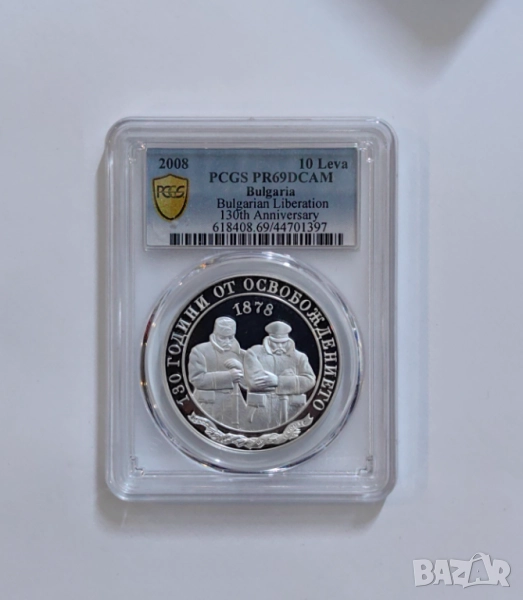 2008 10 Leva
PCGS PR69DCAM
Bulgaria
Bulgarian Liberation
130th Anniversary
618408.69/44701397
PCGS
130 ГОДИНИ ОТ ОСВОБОЖДЕНИЕТО
1878
BAZAR